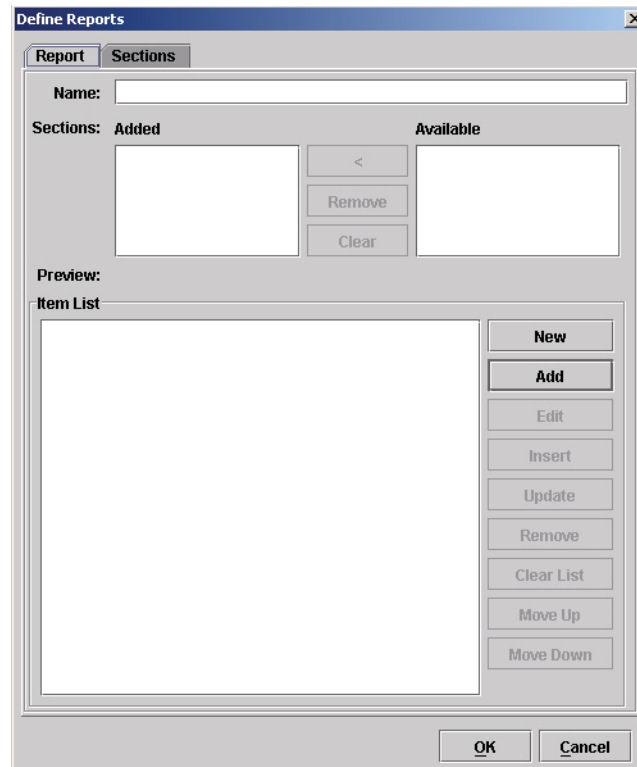 Define Reports
Report Sections
Name:
Sections: Added Available
<
Remove
Clear
Preview:
Item List
New
Add
Edit
Insert
Update
Remove
Clear List
Move Up
Move Down
OK Cancel